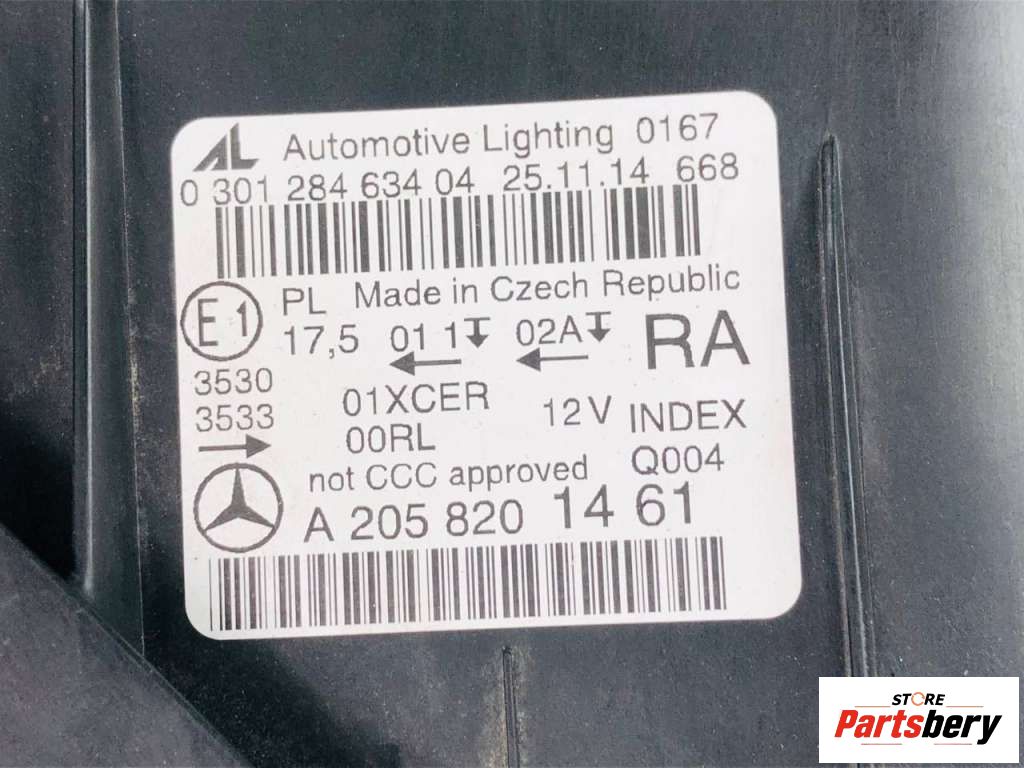 AL Automotive Lighting 0167
0 301 284 634 04 25.11.14 668
E1 PL Made in Czech Republic
17,5 01 1 02A RA
3530
3533 01XCER 12V INDEX
00RL
not CCC approved Q004
A 205 820 1461
STORE
Partsbery